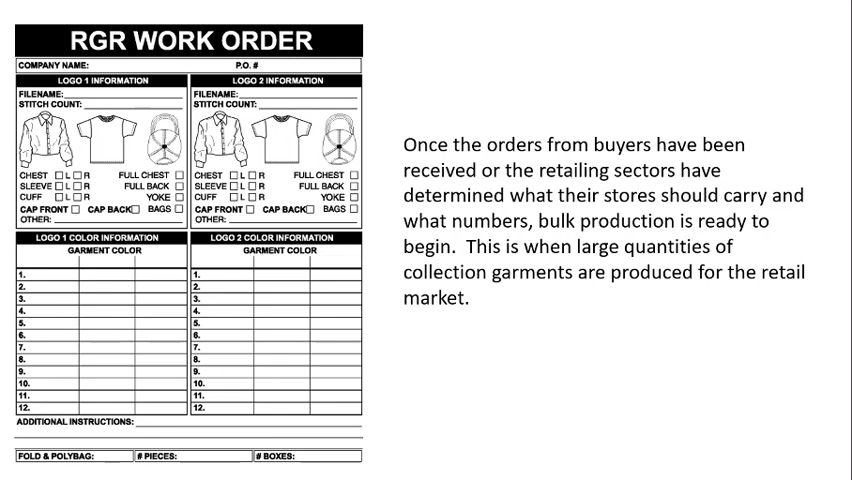 RGR WORK ORDER
COMPANY NAME: P.O. #
LOGO 1 INFORMATION
FILENAME:
STITCH COUNT:
CHEST L R FULL CHEST
SLEEVE L R FULL BACK
CUFF L R YOKE
CAP FRONT CAP BACK BAGS
OTHER:
LOGO 2 INFORMATION
FILENAME:
STITCH COUNT:
CHEST L R FULL CHEST
SLEEVE L R FULL BACK
CUFF L R YOKE
CAP FRONT CAP BACK BAGS
OTHER:
LOGO 1 COLOR INFORMATION
GARMENT COLOR
1.
2.
3.
4.
5.
6.
7.
8.
9.
10.
11.
12.
LOGO 2 COLOR INFORMATION
GARMENT COLOR
1.
2.
3.
4.
5.
6.
7.
8.
9.
10.
11.
12.
ADDITIONAL INSTRUCTIONS:
FOLD & POLYBAG: # PIECES: # BOXES:
Once the orders from buyers have been
received or the retailing sectors have
determined what their stores should carry and
what numbers, bulk production is ready to
begin. This is when large quantities of
collection garments are produced for the retail
market.